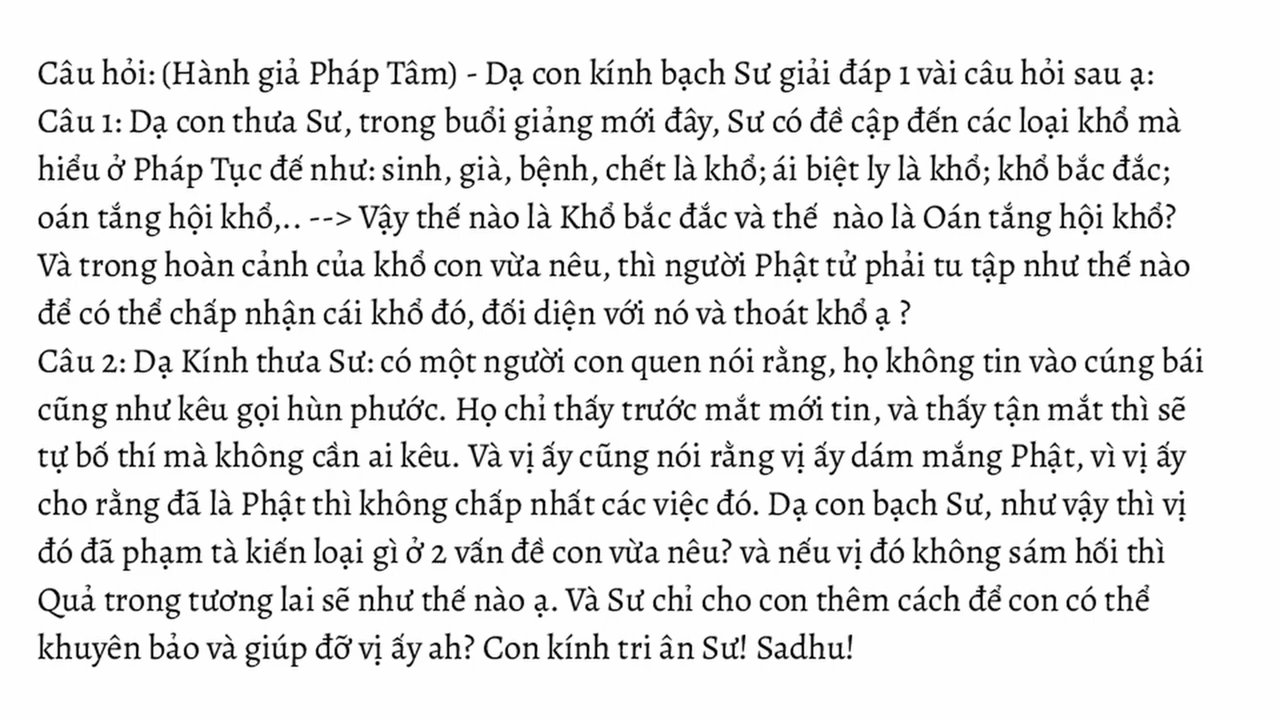 Câu hỏi: (Hành giả Pháp Tâm) - Dạ con kính bạch Sư giải đáp 1 vài câu hỏi sau ạ:
Câu 1: Dạ con thưa Sư, trong buổi giảng mới đây, Sư có đề cập đến các loại khổ mà
hiểu ở Pháp Tục đế như: sinh, già, bệnh, chết là khổ; ái biệt ly là khổ; khổ bắc đắc;
oán tắng hội khổ,.. --> Vậy thế nào là Khổ bắc đắc và thế  nào là Oán tắng hội khổ?
Và trong hoàn cảnh của khổ con vừa nêu, thì người Phật tử phải tu tập như thế nào
để có thể chấp nhận cái khổ đó, đối diện với nó và thoát khổ ạ ?
Câu 2: Dạ Kính thưa Sư: có một người con quen nói rằng, họ không tin vào cúng bái
cũng như kêu gọi hùn phước. Họ chỉ thấy trước mắt mới tin, và thấy tận mắt thì sẽ
tự bố thí mà không cần ai kêu. Và vị ấy cũng nói rằng vị ấy dám mắng Phật, vì vị ấy
cho rằng đã là Phật thì không chấp nhất các việc đó. Dạ con bạch Sư, như vậy thì vị
đó đã phạm tà kiến loại gì ở 2 vấn đề con vừa nêu? và nếu vị đó không sám hối thì
Quả trong tương lai sẽ như thế nào ạ. Và Sư chỉ cho con thêm cách để con có thể
khuyên bảo và giúp đỡ vị ấy ah? Con kính tri ân Sư! Sadhu!